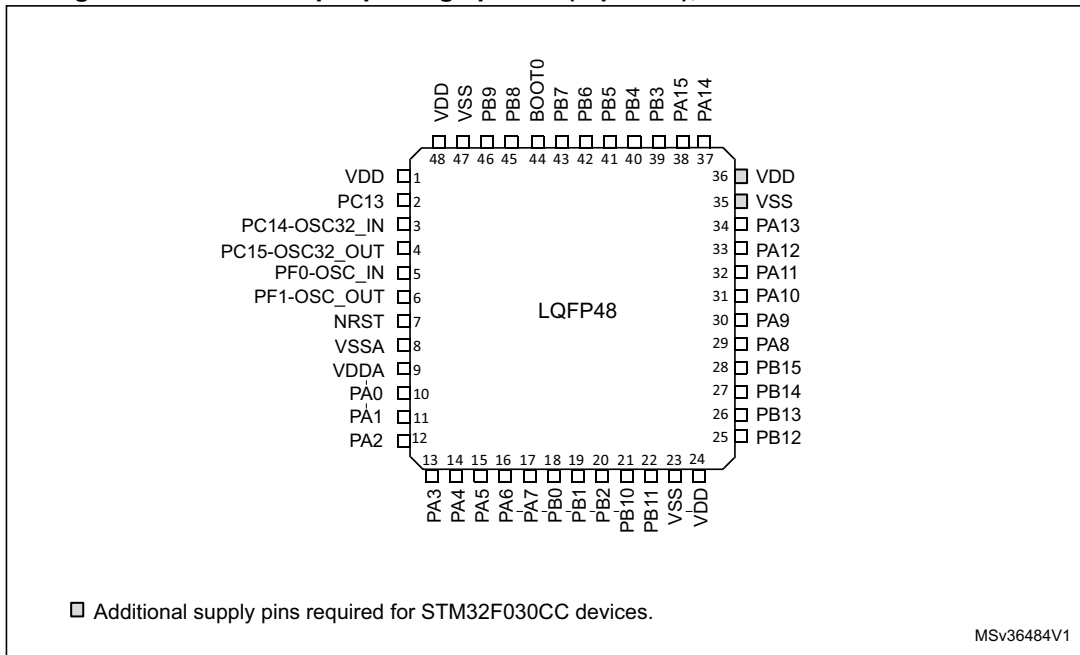 VDD VSS PB9 PB8 BOOT0 PB7 PB6 PB5 PB4 PB3 PA15 PA14
48 47 46 45 44 43 42 41 40 39 38 37
VDD 1 36 VDD
PC13 2 35 VSS
PC14-OSC32_IN 3 34 PA13
PC15-OSC32_OUT 4 33 PA12
PF0-OSC_IN 5 32 PA11
PF1-OSC_OUT 6 LQFP48 31 PA10
NRST 7 30 PA9
VSSA 8 29 PA8
VDDA 9 28 PB15
PA0 10 27 PB14
PA1 11 26 PB13
PA2 12 25 PB12
13 14 15 16 17 18 19 20 21 22 23 24
PA3 PA4 PA5 PA6 PA7 PB0 PB1 PB2 PB10 PB11 VSS VDD
Additional supply pins required for STM32F030CC devices.
MSv36484V1